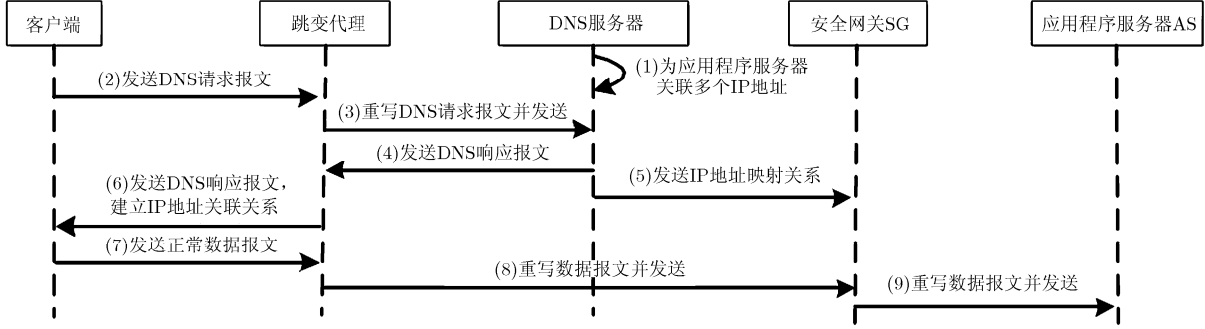 客户端
跳变代理
DNS服务器
安全网关SG
应用程序服务器AS
(1)为应用程序服务器
关联多个IP地址
(2)发送DNS请求报文
(3)重写DNS请求报文并发送
(4)发送DNS响应报文
(5)发送IP地址映射关系
(6)发送DNS响应报文，
建立IP地址关联关系
(7)发送正常数据报文
(8)重写数据报文并发送
(9)重写数据报文并发送